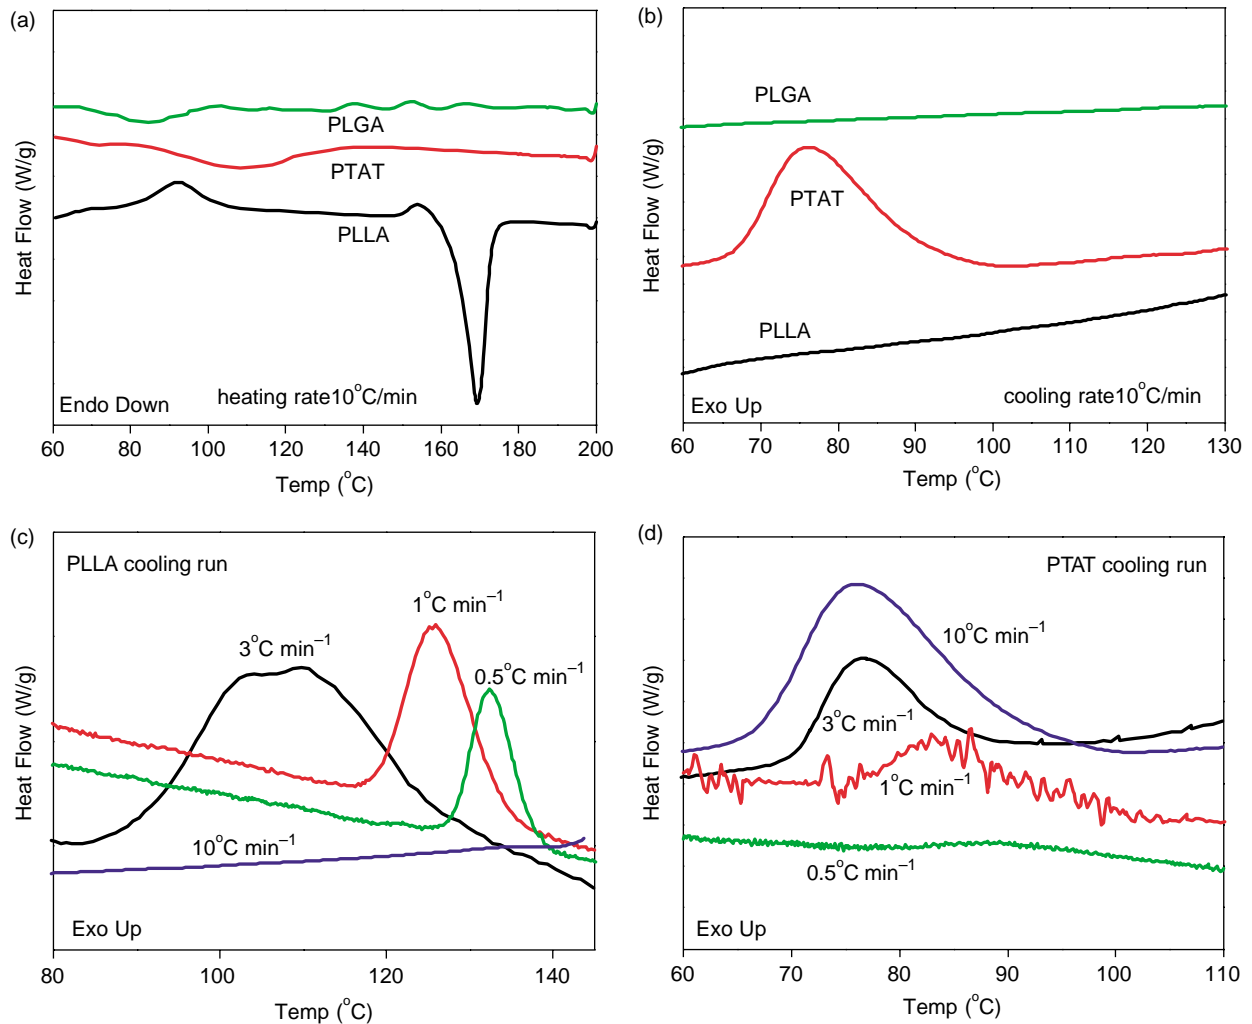 (a)
PLGA
PTAT
PLLA
Endo Down
heating rate10°C/min
60 80 100 120 140 160 180 200
Temp (°C)
Heat Flow (W/g)
(b)
PLGA
PTAT
PLLA
Exo Up
cooling rate10°C/min
60 70 80 90 100 110 120 130
Temp (°C)
Heat Flow (W/g)
(c)
PLLA cooling run
1°C min⁻¹
3°C min⁻¹
0.5°C min⁻¹
10°C min⁻¹
Exo Up
80 100 120 140
Temp (°C)
Heat Flow (W/g)
(d)
PTAT cooling run
10°C min⁻¹
3°C min⁻¹
1°C min⁻¹
0.5°C min⁻¹
Exo Up
60 70 80 90 100 110
Temp (°C)
Heat Flow (W/g)